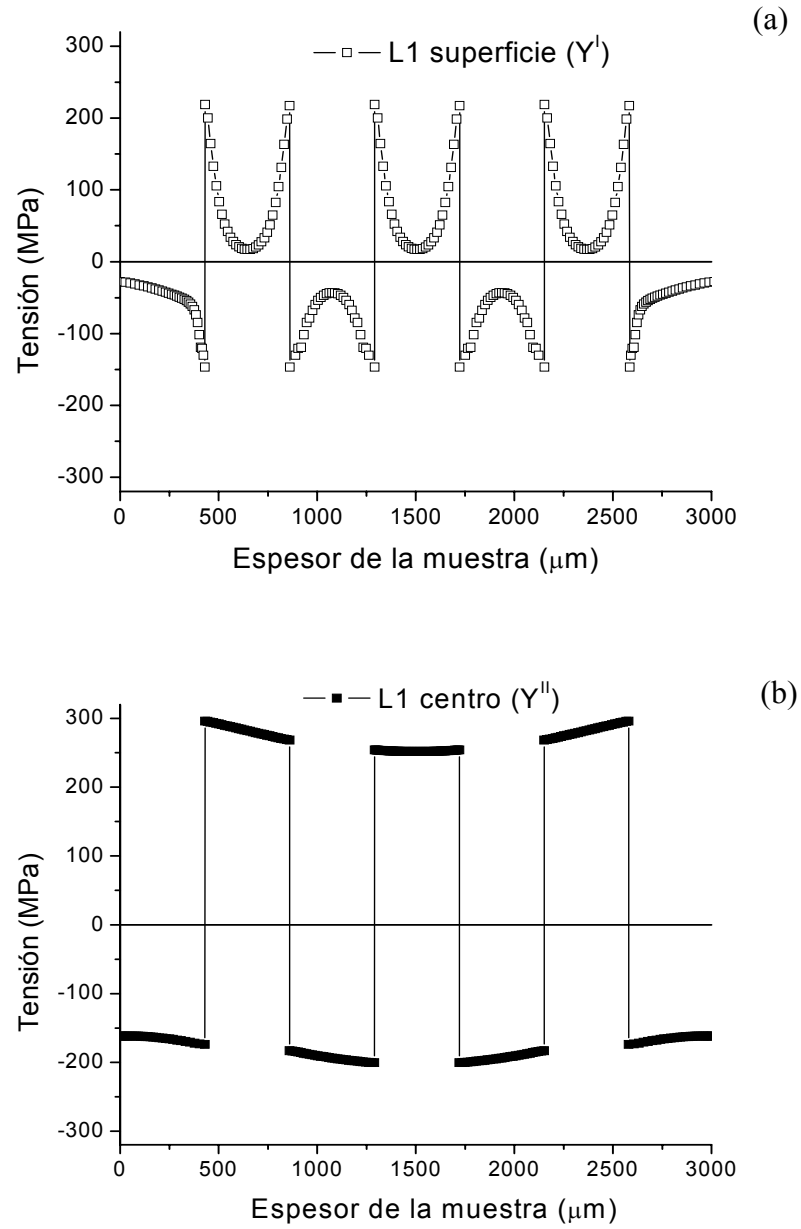 (a)
L1 superficie (Y^I)
300
200
100
0
-100
-200
-300
Tensión (MPa)
0 500 1000 1500 2000 2500 3000
Espesor de la muestra (μm)
(b)
L1 centro (Y^II)
300
200
100
0
-100
-200
-300
Tensión (MPa)
0 500 1000 1500 2000 2500 3000
Espesor de la muestra (μm)